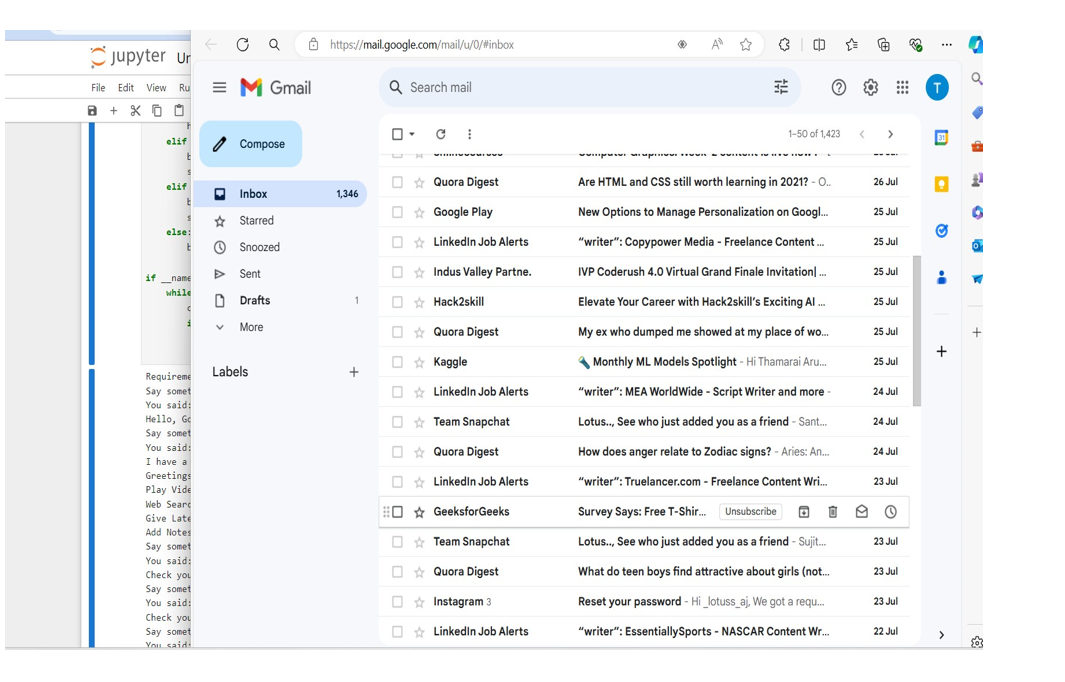 jupyter Un
File Edit View Ru
elif
b
s
elif
b
s
else:
b
if __name
while
c
i
Requireme
Say somet
You said:
Hello, Go
Say somet
You said:
I have a
Greetings
Play Vide
Web Searc
Give Late
Add Notes
Say somet
You said:
Check you
Say somet
You said:
Check you
Say somet
You said:
https://mail.google.com/mail/u/0/#inbox
Gmail
Search mail
T
Compose
Inbox 1,346
Starred
Snoozed
Sent
Drafts 1
More
Labels
1–50 of 1,423
Quora Digest Are HTML and CSS still worth learning in 2021? - O.. 26 Jul
Google Play New Options to Manage Personalization on Googl... 25 Jul
LinkedIn Job Alerts “writer”: Copypower Media - Freelance Content ... 25 Jul
Indus Valley Partne. IVP Coderush 4.0 Virtual Grand Finale Invitation| ... 25 Jul
Hack2skill Elevate Your Career with Hack2skill’s Exciting AI ... 25 Jul
Quora Digest My ex who dumped me showed at my place of wo... 25 Jul
Kaggle Monthly ML Models Spotlight - Hi Thamarai Aru... 25 Jul
LinkedIn Job Alerts “writer”: MEA WorldWide - Script Writer and more - 24 Jul
Team Snapchat Lotus.., See who just added you as a friend - Sant... 24 Jul
Quora Digest How does anger relate to Zodiac signs? - Aries: An... 24 Jul
LinkedIn Job Alerts “writer”: Truelancer.com - Freelance Content Wri... 23 Jul
GeeksforGeeks Survey Says: Free T-Shir... Unsubscribe
Team Snapchat Lotus.., See who just added you as a friend - Sujit... 23 Jul
Quora Digest What do teen boys find attractive about girls (not... 23 Jul
Instagram 3 Reset your password - Hi _lotuss_aj, We got a requ... 23 Jul
LinkedIn Job Alerts “writer”: EssentiallySports - NASCAR Content Wr... 22 Jul
31